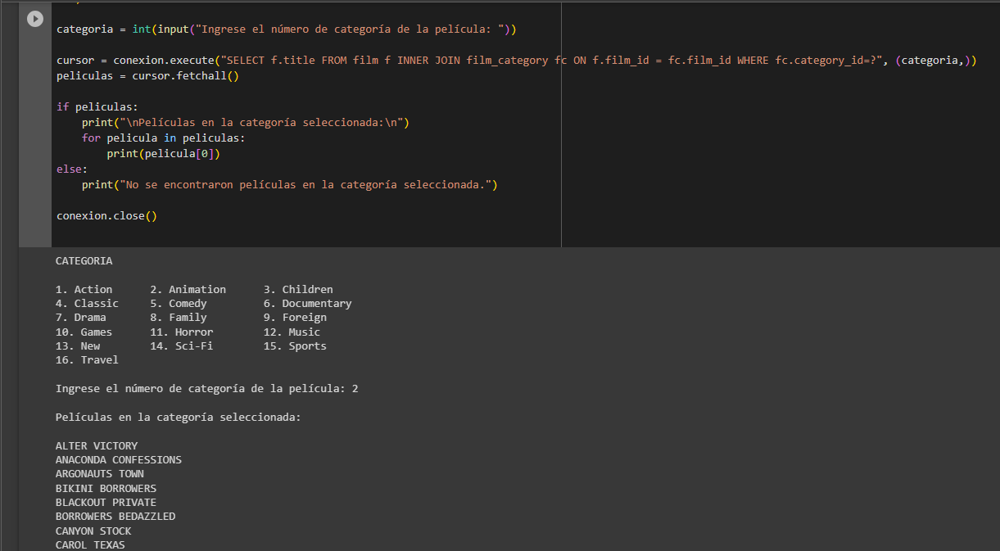 categoria = int(input("Ingrese el número de categoría de la película: "))
cursor = conexion.execute("SELECT f.title FROM film f INNER JOIN film_category fc ON f.film_id = fc.film_id WHERE fc.category_id=?", (categoria,))
peliculas = cursor.fetchall()
if peliculas:
    print("\nPelículas en la categoría seleccionada:\n")
    for pelicula in peliculas:
        print(pelicula[0])
else:
    print("No se encontraron películas en la categoría seleccionada.")
conexion.close()
CATEGORIA
1. Action      2. Animation      3. Children
4. Classic     5. Comedy         6. Documentary
7. Drama       8. Family         9. Foreign
10. Games      11. Horror        12. Music
13. New        14. Sci-Fi        15. Sports
16. Travel
Ingrese el número de categoría de la película: 2
Películas en la categoría seleccionada:
ALTER VICTORY
ANACONDA CONFESSIONS
ARGONAUTS TOWN
BIKINI BORROWERS
BLACKOUT PRIVATE
BORROWERS BEDAZZLED
CANYON STOCK
CAROL TEXAS